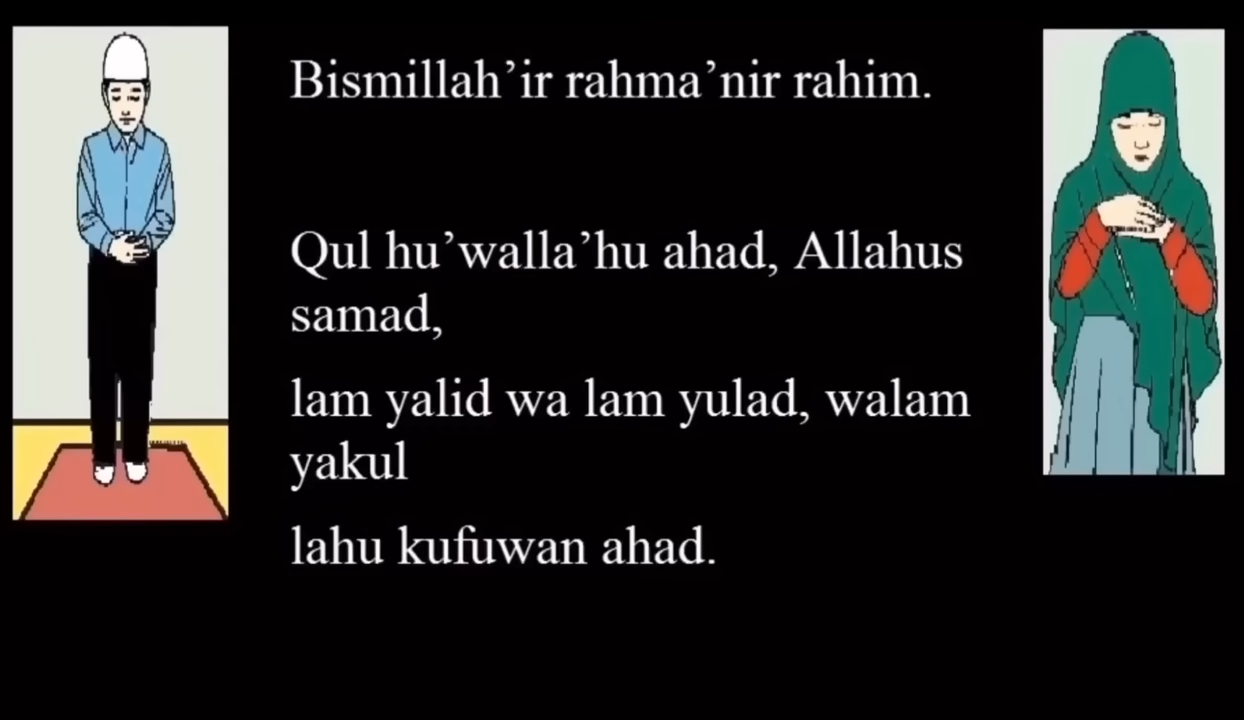 Bismillah’ir rahma’nir rahim.
Qul hu’walla’hu ahad, Allahus
samad,
lam yalid wa lam yulad, walam
yakul
lahu kufuwan ahad.